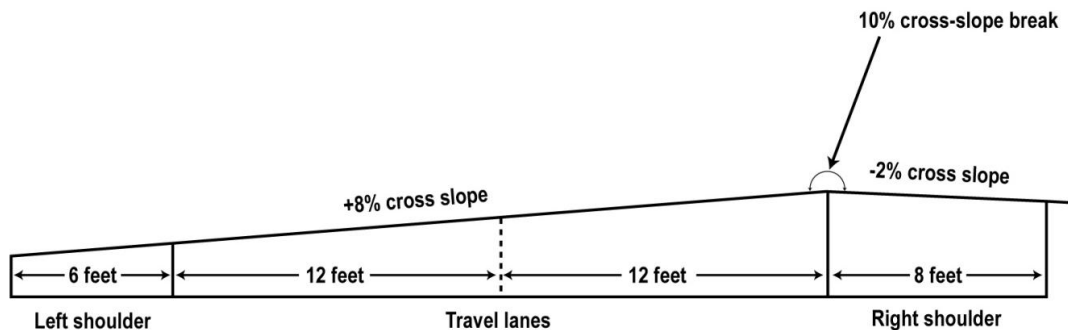 10% cross-slope
break
+8% cross slope
-2% cross slope
6 feet
12 feet
12 feet
8 feet
Left shoulder
Travel lanes
Right shoulder